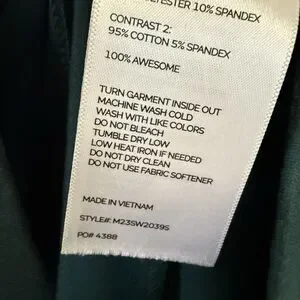 10% SPANDEX
CONTRAST 2:
95% COTTON 5% SPANDEX
100% AWESOME
TURN GARMENT INSIDE OUT
MACHINE WASH COLD
WASH WITH LIKE COLORS
DO NOT BLEACH
TUMBLE DRY LOW
LOW HEAT IRON IF NEEDED
DO NOT DRY CLEAN
DO NOT USE FABRIC SOFTENER
MADE IN VIETNAM
STYLE#: M23SW2039S
PO# 4388